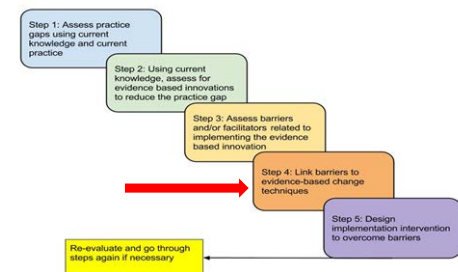 Step 1: Assess practice
gaps using current
knowledge and current
practice
Step 2: Using current
knowledge, assess for
evidence based innovations
to reduce the practice gap
Step 3: Assess barriers
and/or facilitators related to
implementing the evidence
based innovation
Step 4: Link barriers to
evidence-based change
techniques
Step 5: Design
implementation intervention
to overcome barriers
Re-evaluate and go through
steps again if necessary